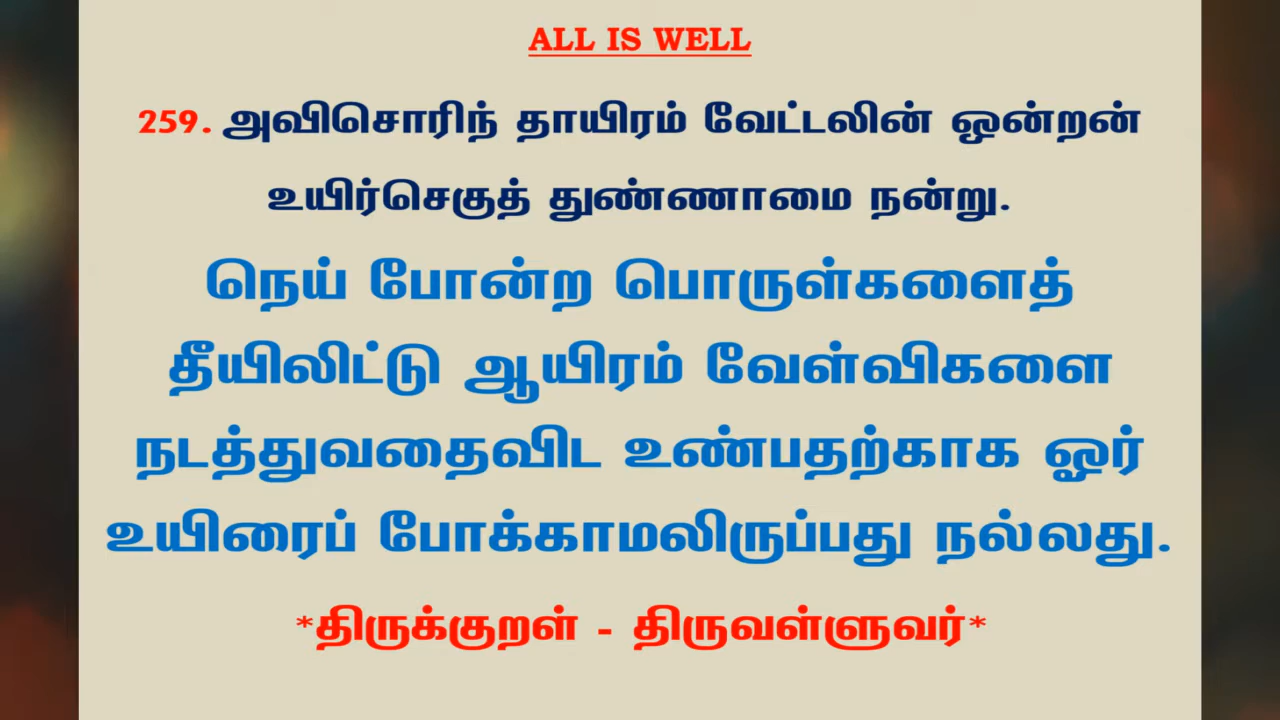 ALL IS WELL
259. அவிசொரிந் தாயிரம் வேட்டலின் ஒன்றன்
உயிர்செகுத் துண்ணாமை நன்று.
நெய் போன்ற பொருள்களைத்
தீயிலிட்டு ஆயிரம் வேள்விகளை
நடத்துவதைவிட உண்பதற்காக ஓர்
உயிரைப் போக்காமலிருப்பது நல்லது.
*திருக்குறள் - திருவள்ளுவர்*